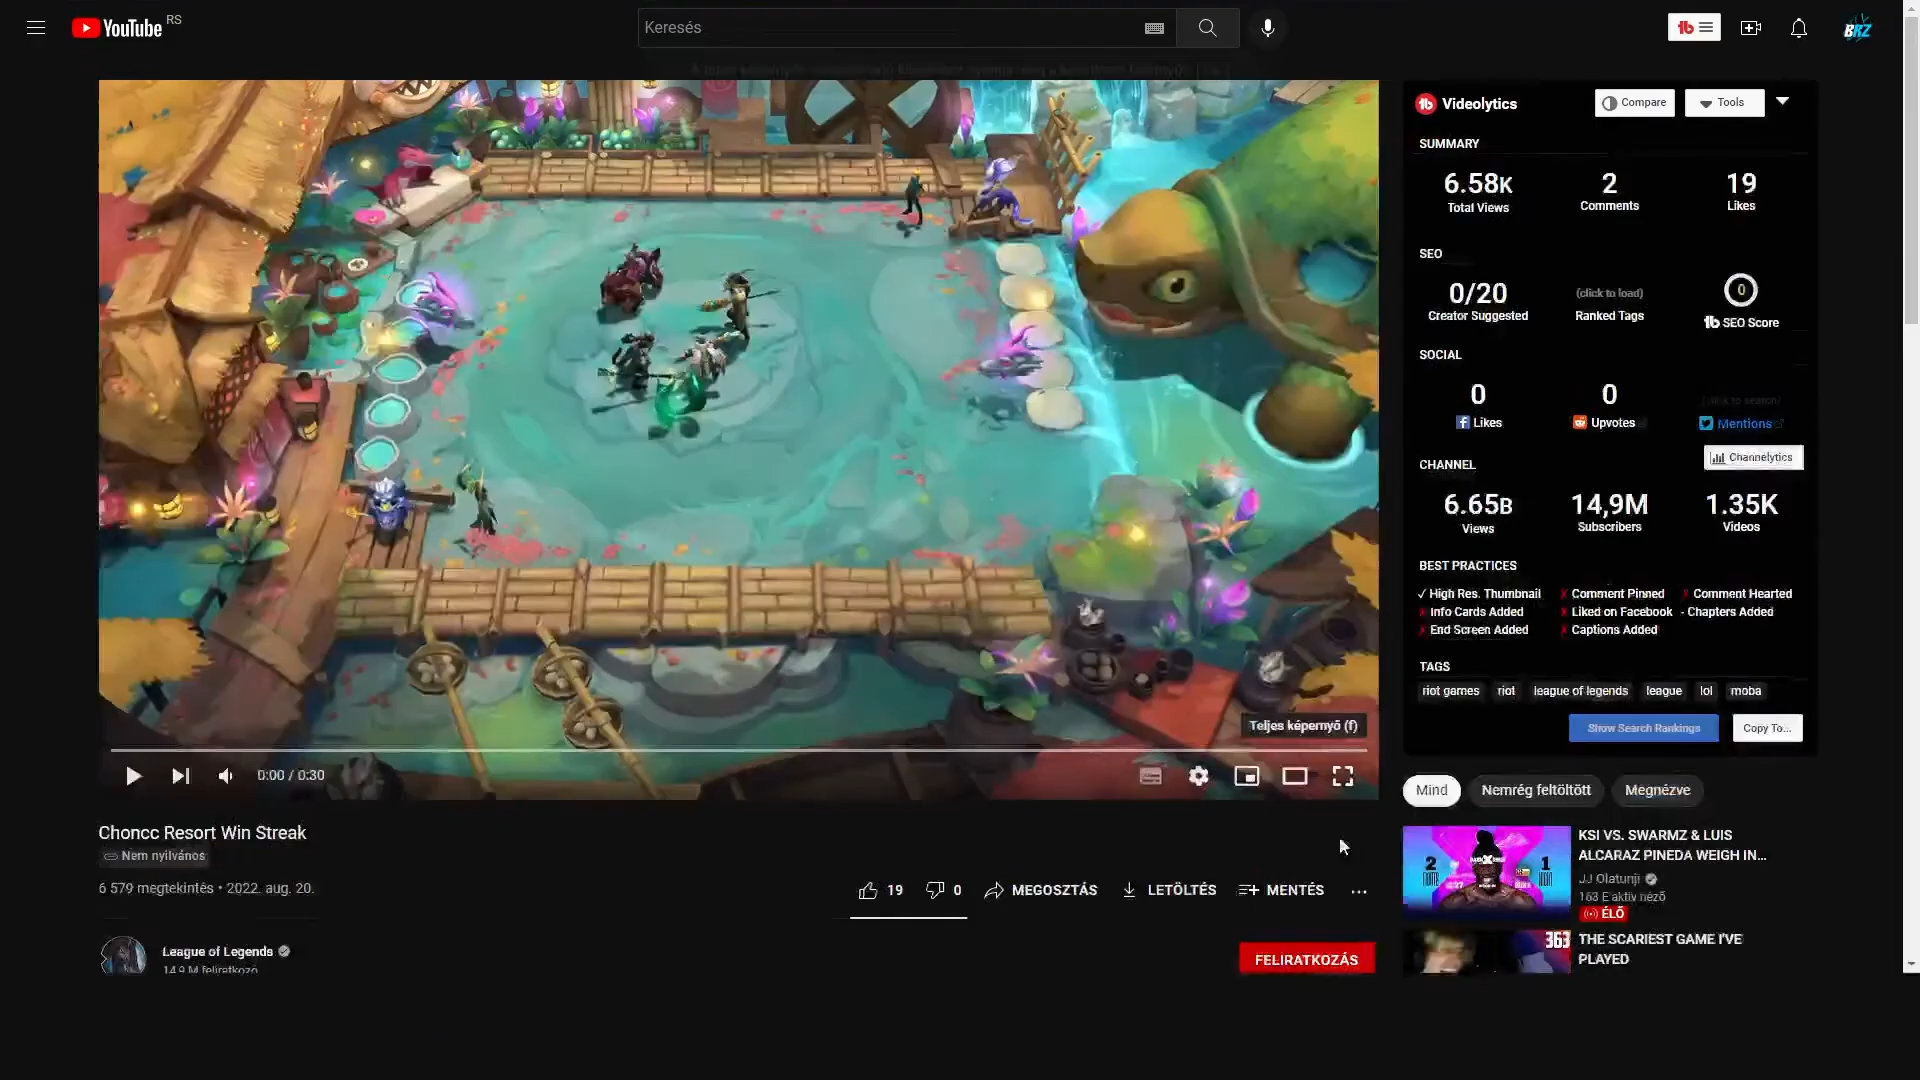 YouTube RS
Keresés
Videolytics
Compare
Tools
SUMMARY
6.58K
2
19
Total Views
Comments
Likes
SEO
0/20
(click to load)
0
Creator Suggested
Ranked Tags
SEO Score
SOCIAL
0
0
Likes
Upvotes
Mentions
CHANNEL
Channelytics
6.65B
14,9M
1.35K
Views
Subscribers
Videos
BEST PRACTICES
✓ High Res. Thumbnail
x Comment Pinned
x Comment Hearted
x Info Cards Added
x Liked on Facebook
- Chapters Added
x End Screen Added
x Captions Added
TAGS
riot games riot league of legends league lol moba
Show Search Rankings
Copy To...
Teljes képernyő (f)
0:00 / 0:30
Choncc Resort Win Streak
Nem nyilvános
6 579 megtekintés • 2022. aug. 20.
19
0
MEGOSZTÁS
LETÖLTÉS
MENTÉS
...
League of Legends
14,9 M feliratkozó
FELIRATKOZÁS
Mind
Nemrég feltöltött
Megnézve
KSI VS. SWARMZ & LUIS
ALCARAZ PINEDA WEIGH IN...
JJ Olatunji
163 E aktív néző
ÉLŐ
THE SCARIEST GAME I'VE
PLAYED